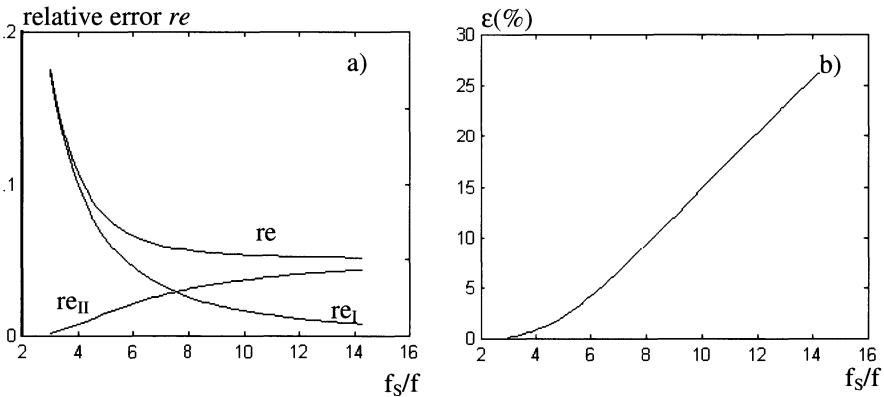 relative error re
.2
.1
0
a)
re
re_II
re_I
2 4 6 8 10 12 14 16
f_S/f
ε(%)
30
25
20
15
10
5
0
b)
2 4 6 8 10 12 14 16
f_S/f